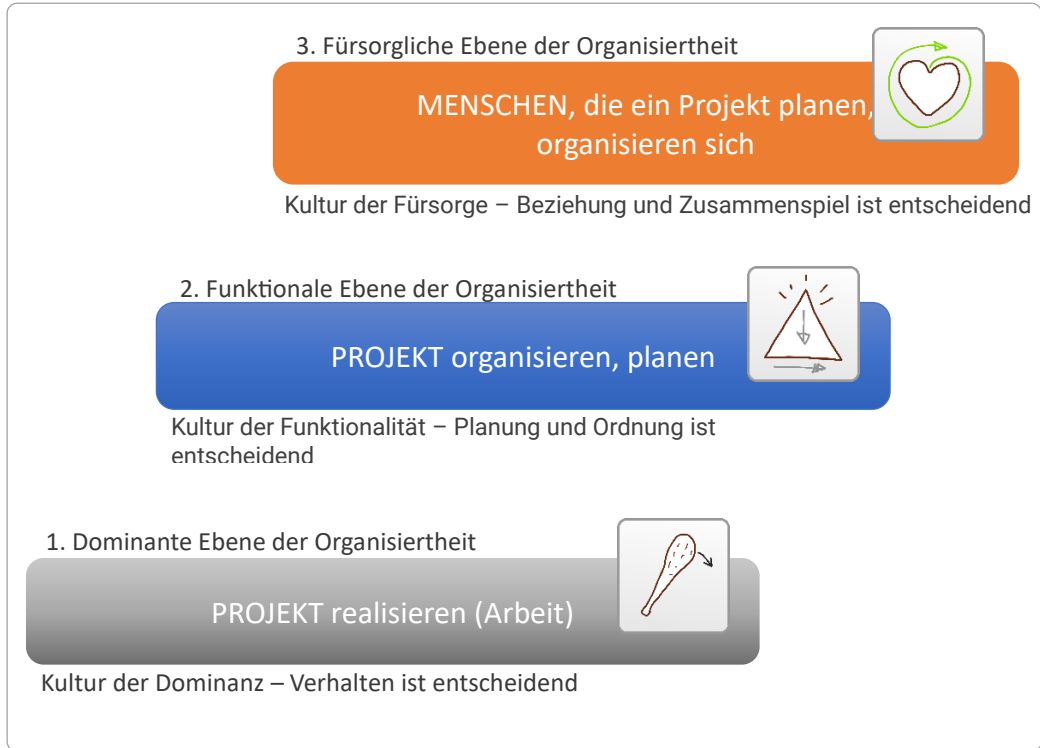 3. Fürsorgliche Ebene der Organisiertheit
MENSCHEN, die ein Projekt planen,
organisieren sich
Kultur der Fürsorge – Beziehung und Zusammenspiel ist entscheidend
2. Funktionale Ebene der Organisiertheit
PROJEKT organisieren, planen
Kultur der Funktionalität – Planung und Ordnung ist
entscheidend
1. Dominante Ebene der Organisiertheit
PROJEKT realisieren (Arbeit)
Kultur der Dominanz – Verhalten ist entscheidend